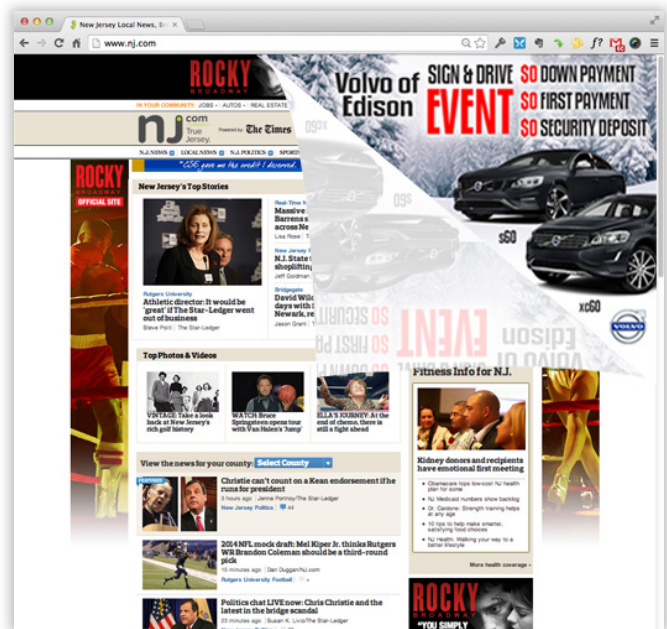 New Jersey Local News, Br
www.nj.com
ROCKY
BROADWAY
Volvo of
Edison
SIGN & DRIVE
EVENT
$0 DOWN PAYMENT
$0 FIRST PAYMENT
$0 SECURITY DEPOSIT
s60
xc60
VOLVO
IN YOUR COMMUNITY: JOBS • AUTOS • REAL ESTATE
nj.com
True
Jersey.
Powered by: The Times
N.J. NEWS LOCAL NEWS N.J. POLITICS SPORT
"CSE gave me the credit I deserved.
ROCKY
BROADWAY
OFFICIAL SITE
New Jersey's Top Stories
Rutgers University
Athletic director: It would be
'great' if The Star-Ledger went
out of business
Steve Politi | The Star-Ledger
Real-Time
Massive
Barrens
across Ne
Lisa Rose
New Jersey
N.J. State
shoplifting
Jeff Goldman
Bridgegate
David Wild
days with
Newark, re
Jason Grant
Top Photos & Videos
VINTAGE: Take a look
back at New Jersey's
rich golf history
WATCH: Bruce
Springsteen opens tour
with Van Halen's 'Jump'
ELLA'S JOURNEY: At the
end of chemo, there is
still a fight ahead
View the news for your county: Select County
FEATURED
Christie can't count on a Kean endorsement if he
runs for president
3 hours ago | Jenna Portnoy/The Star-Ledger
New Jersey Politics 44
2014 NFL mock draft: Mel Kiper Jr. thinks Rutgers
WR Brandon Coleman should be a third-round
pick
15 minutes ago | Dan Duggan/NJ.com
Rutgers University Football
Politics chat LIVE now: Chris Christie and the
latest in the bridge scandal
23 minutes ago | Susan K. Livio/The Star-Ledger
Fitness Info for N.J.
Kidney donors and recipients
have emotional first meeting
• Obamacare tops low-cost NJ health
plan for some
• NJ Medicaid numbers show backlog
• Dr. Cardone: Strength training helps
at any age
• 10 tips to help make smarter,
satisfying food choices
• NJ Health: Walking your way to a
better lifestyle
More health coverage »
ROCKY
BROADWAY
"YOU SIMPLY